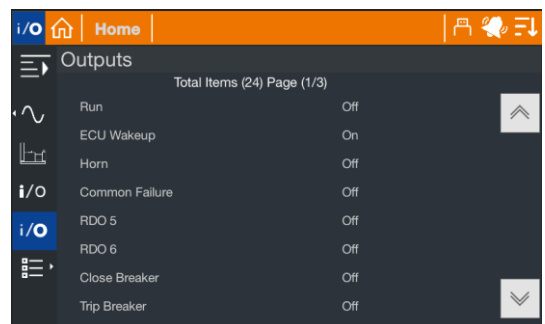 i/O Home
Outputs
Total Items (24) Page (1/3)
Run Off
ECU Wakeup On
Horn Off
i/O Common Failure Off
i/O RDO 5 Off
RDO 6 Off
Close Breaker Off
Trip Breaker Off